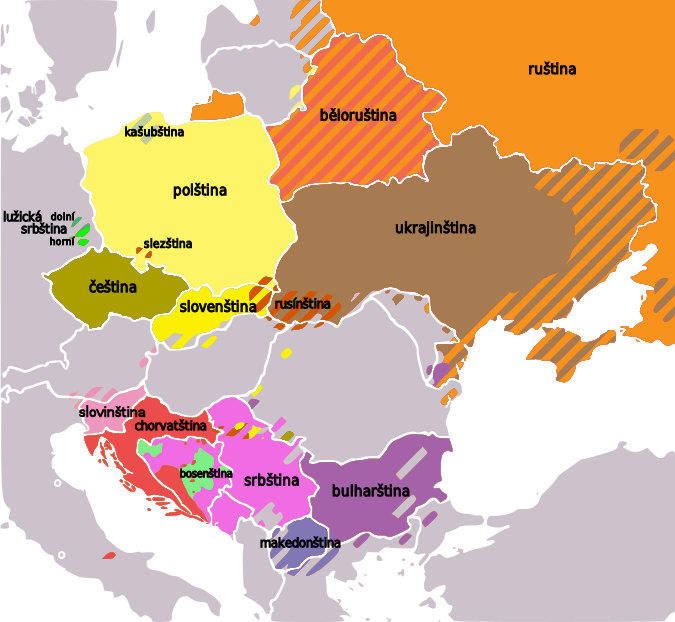 ruština
běloruština
kašubština
polština
lužická dolní
srbština
horní
slezština
ukrajinština
čeština
slovenština
rusínština
slovinština
chorvatština
bosenština
srbština
bulharština
makedonština